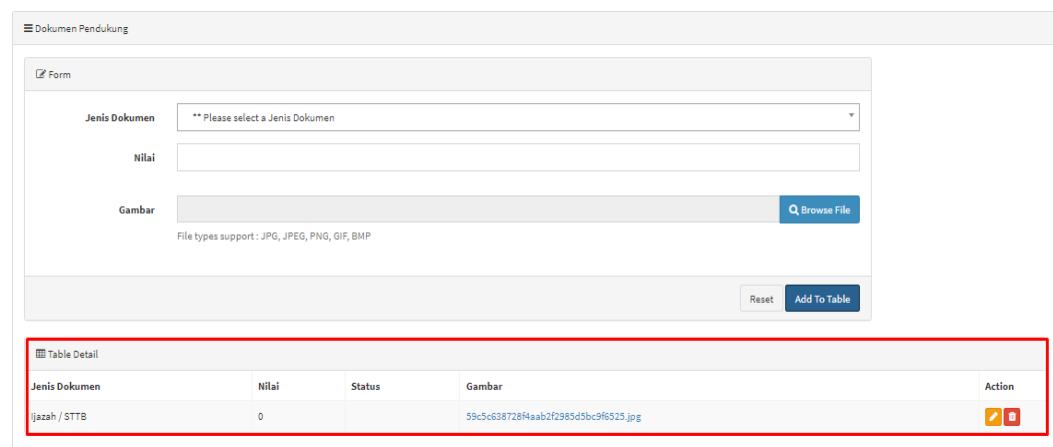 Dokumen Pendukung
Form
Jenis Dokumen ** Please select a Jenis Dokumen
Nilai
Gambar Browse File
File types support : JPG, JPEG, PNG, GIF, BMP
Reset Add To Table
Table Detail
Jenis Dokumen Nilai Status Gambar Action
Ijazah / STTB 0 59c5c638728f4aab2f2985d5bc9f6525.jpg